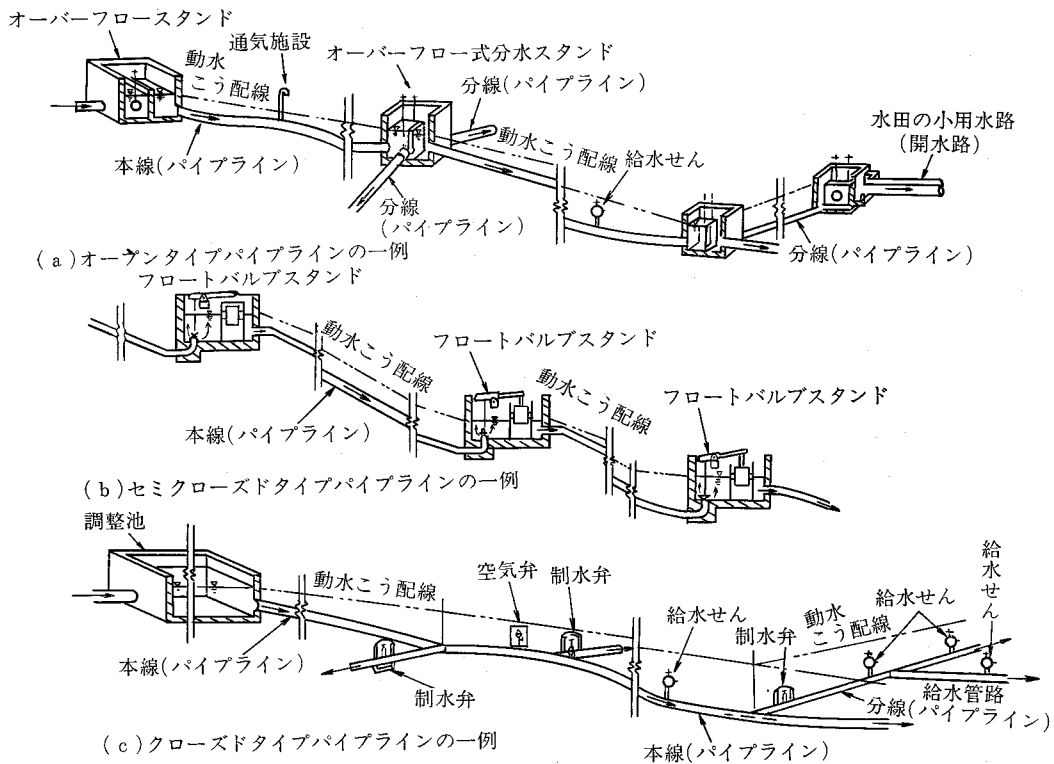 オーバーフロースタンド
通気施設
動水
こう配線
オーバーフロー式分水スタンド
分線(パイプライン)
本線(パイプライン)
分線
(パイプライン)
動水こう配線
給水せん
水田の小用水路
(開水路)
分線(パイプライン)
(a)オープンタイプパイプラインの一例
フロートバルブスタンド
動水こう配線
本線(パイプライン)
フロートバルブスタンド
動水こう配線
フロートバルブスタンド
(b)セミクローズドタイプパイプラインの一例
調整池
動水こう配線
本線(パイプライン)
制水弁
空気弁
制水弁
給水せん
制水弁
動水
こう配線
給水せん
給水せん
給水管路
分線(パイプライン)
本線(パイプライン)
(c)クローズドタイプパイプラインの一例